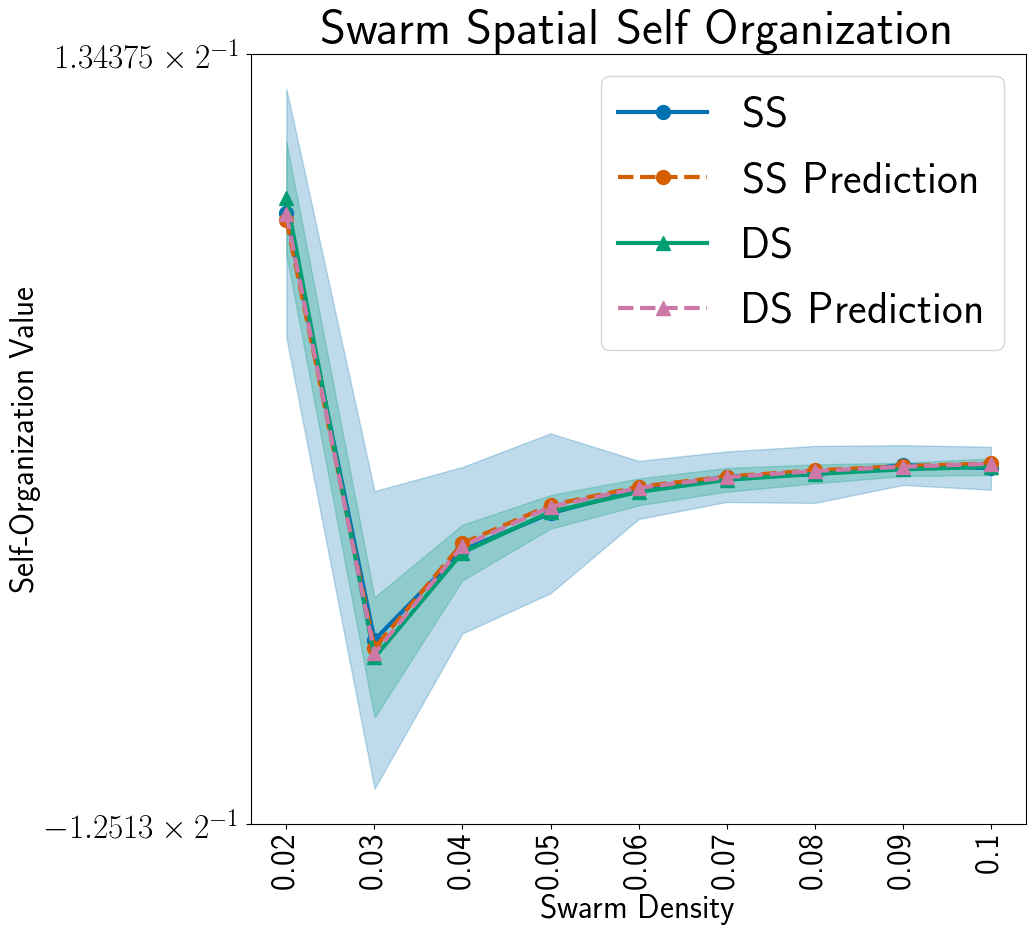 Swarm Spatial Self Organization
1.34375 × 2⁻¹
SS
SS Prediction
DS
DS Prediction
Self-Organization Value
−1.2513 × 2⁻¹
0.02
0.03
0.04
0.05
0.06
0.07
0.08
0.09
0.1
Swarm Density